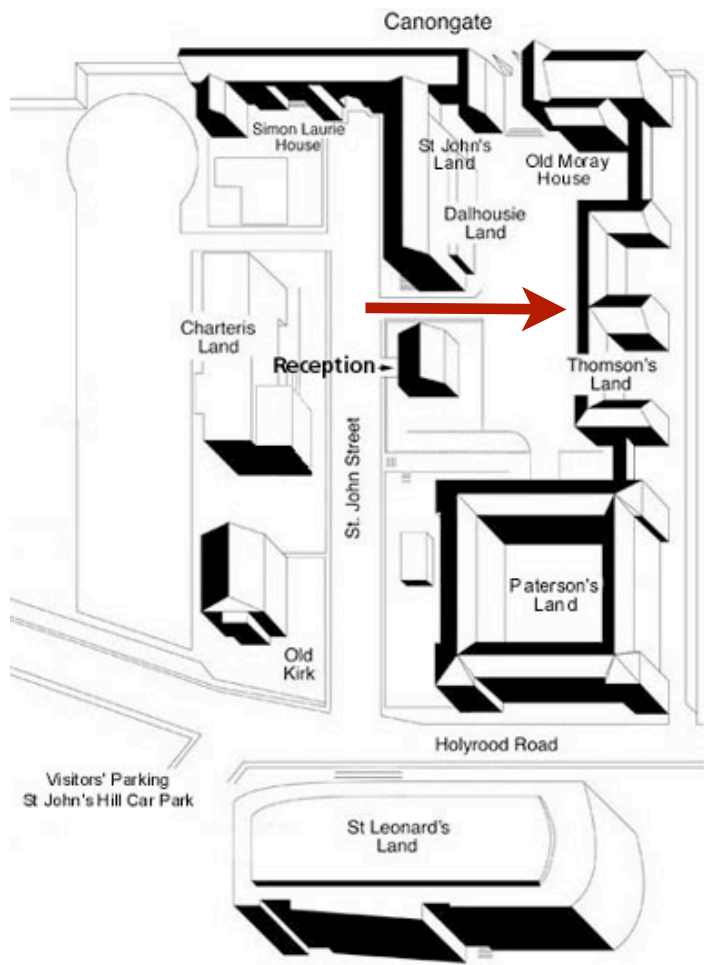 Canongate
Simon Laurie
House
St John's
Land
Old Moray
House
Dalhousie
Land
Charteris
Land
Reception
Thomson's
Land
St. John Street
Paterson's
Land
Old
Kirk
Holyrood Road
Visitors' Parking
St John's Hill Car Park
St Leonard's
Land